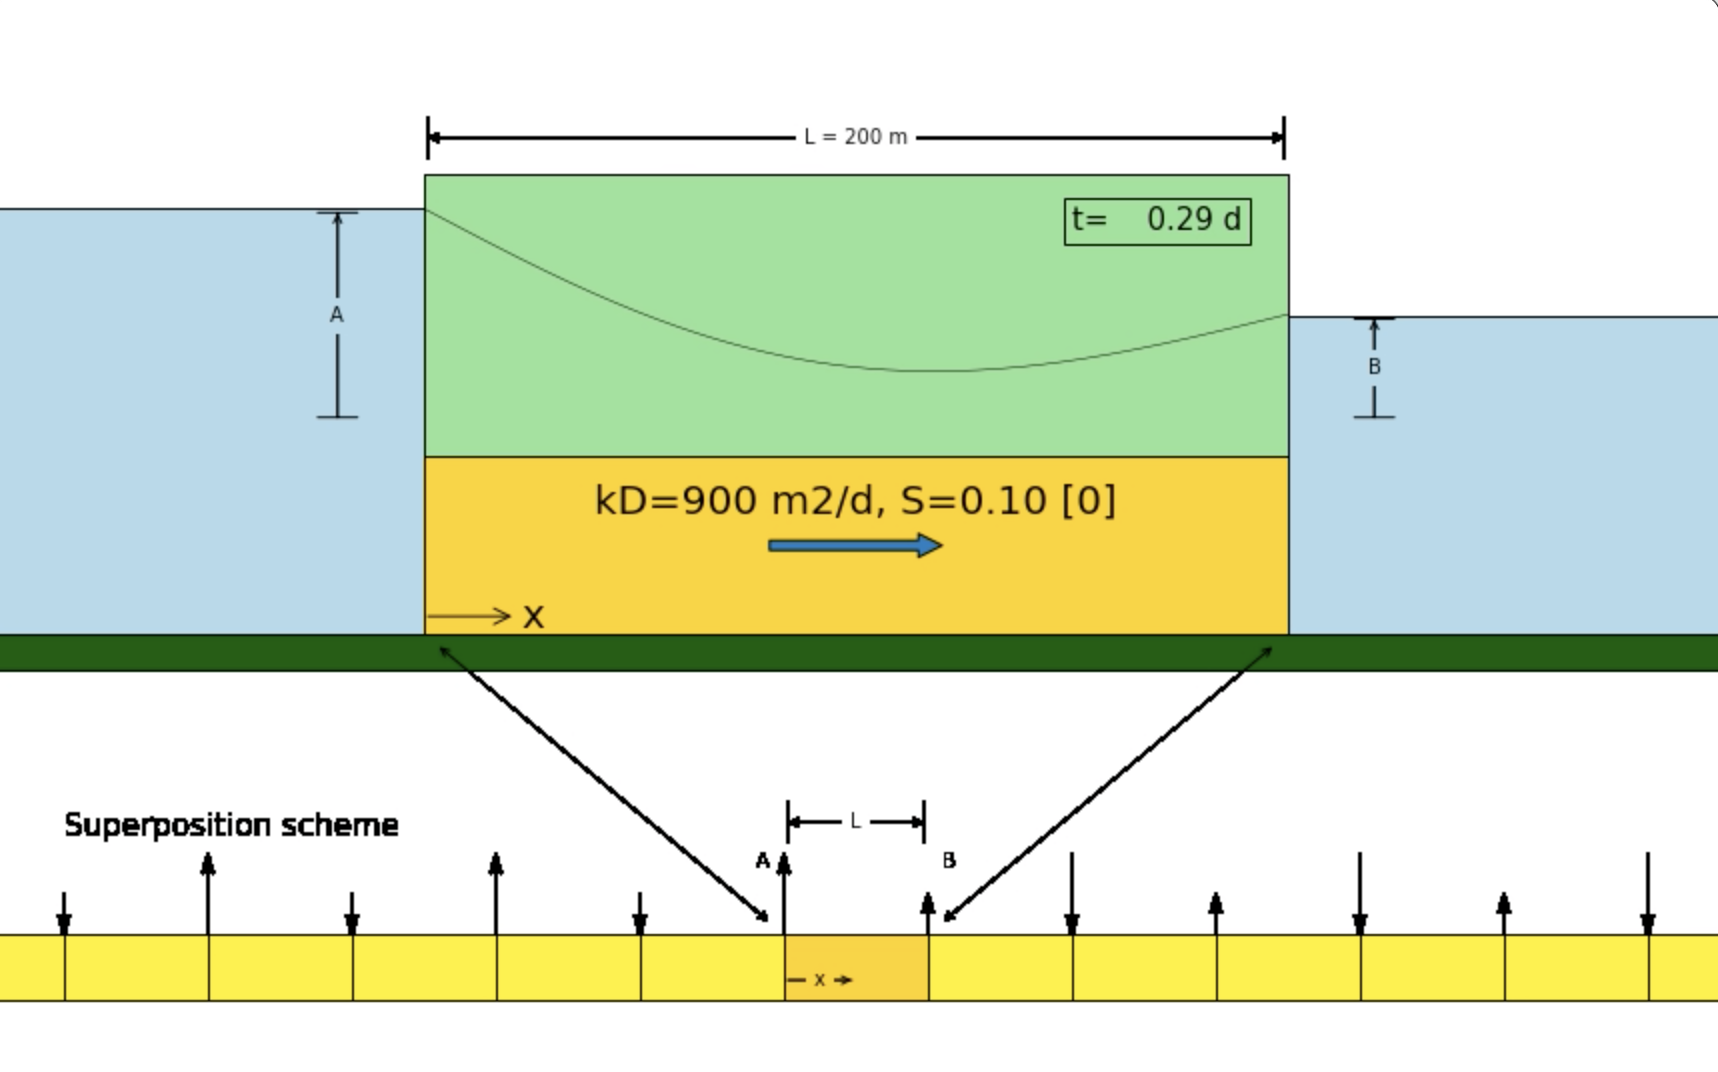 L = 200 m
t= 0.29 d
A
B
kD=900 m2/d, S=0.10 [0]
x
Superposition scheme
L
A
B
x